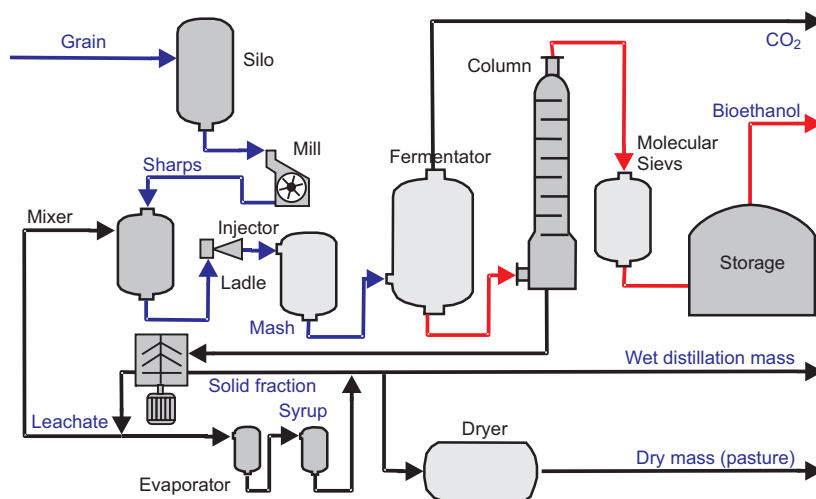 Grain
Silo
CO2
Column
Bioethanol
Mill
Molecular
Sievs
Sharps
Fermentator
Mixer
Injector
Ladle
Storage
Mash
Wet distillation mass
Solid fraction
Leachate
Syrup
Dryer
Dry mass (pasture)
Evaporator